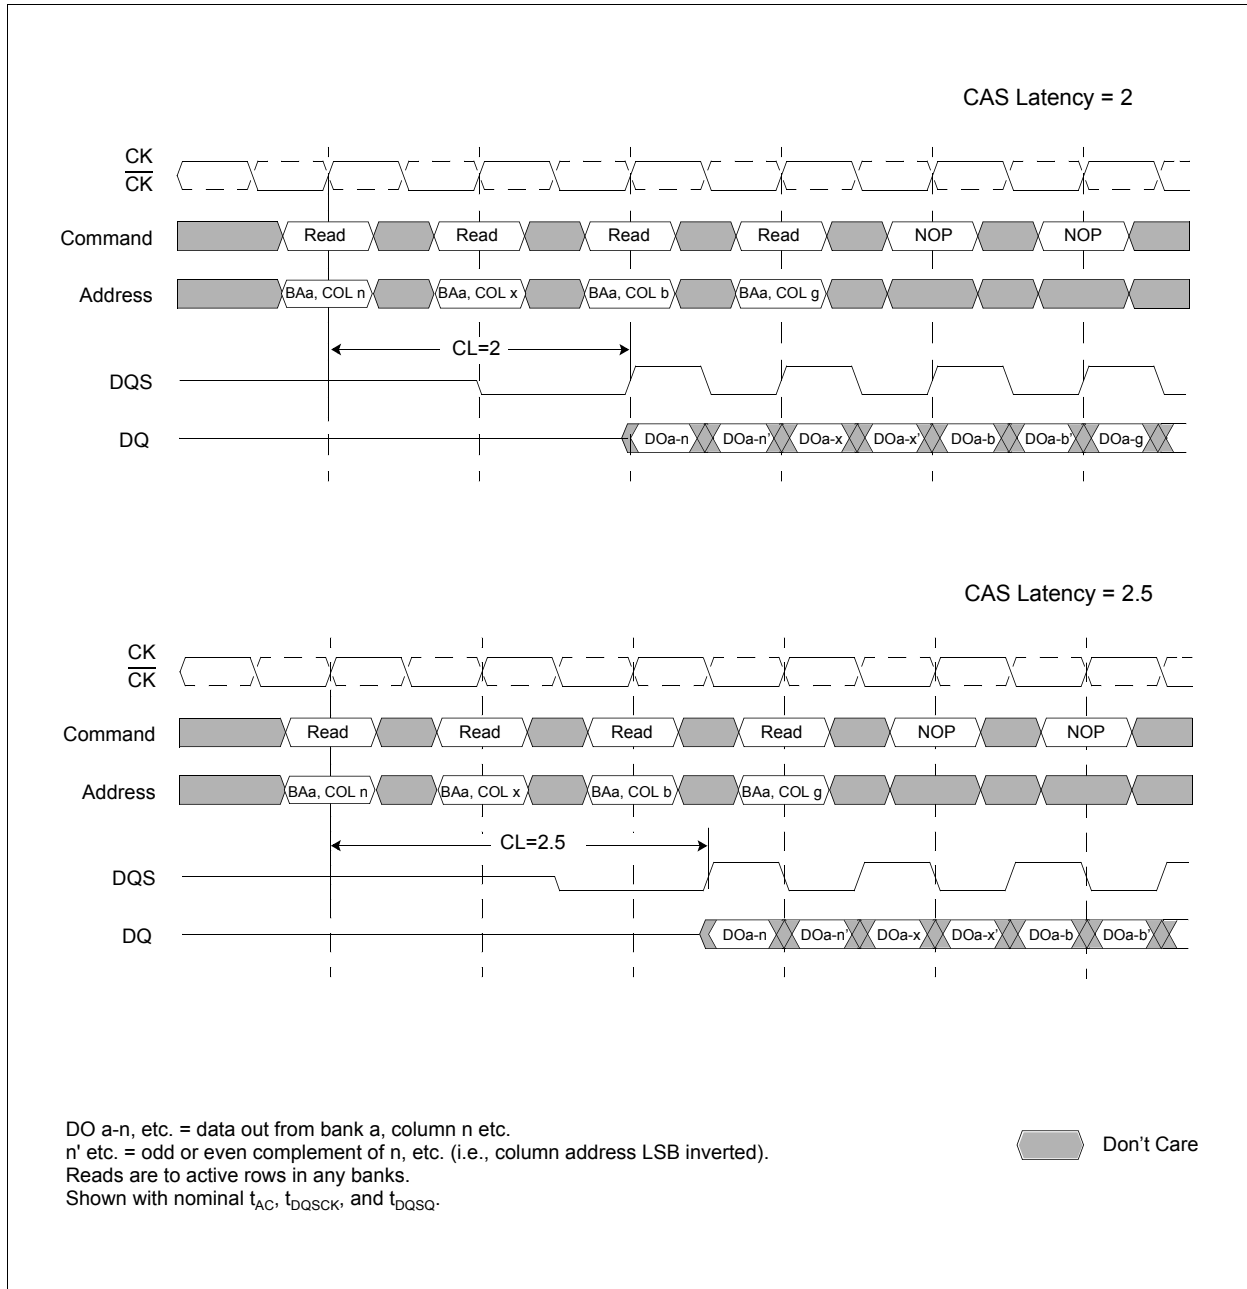 CAS Latency = 2
CK
CK
Command Read Read Read Read NOP NOP
Address BAa, COL n BAa, COL x BAa, COL b BAa, COL g
CL=2
DQS
DQ DOa-n DOa-n' DOa-x DOa-x' DOa-b DOa-b' DOa-g
CAS Latency = 2.5
CK
CK
Command Read Read Read Read NOP NOP
Address BAa, COL n BAa, COL x BAa, COL b BAa, COL g
CL=2.5
DQS
DQ DOa-n DOa-n' DOa-x DOa-x' DOa-b DOa-b'
DO a-n, etc. = data out from bank a, column n etc.
n' etc. = odd or even complement of n, etc. (i.e., column address LSB inverted).
Reads are to active rows in any banks.
Shown with nominal tAC, tDQSCK, and tDQSQ.
Don't Care